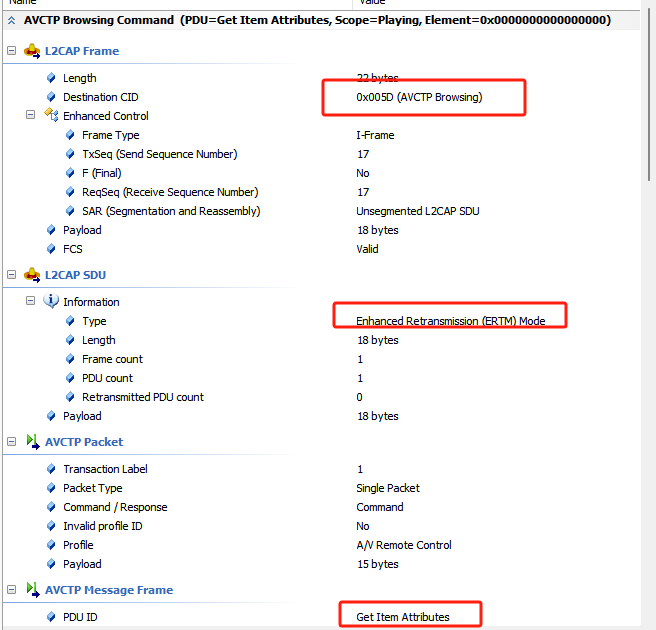 Name Value
AVCTP Browsing Command (PDU=Get Item Attributes, Scope=Playing, Element=0x0000000000000000)
L2CAP Frame
Length 22 bytes
Destination CID 0x005D (AVCTP Browsing)
Enhanced Control
Frame Type I-Frame
TxSeq (Send Sequence Number) 17
F (Final) No
ReqSeq (Receive Sequence Number) 17
SAR (Segmentation and Reassembly) Unsegmented L2CAP SDU
Payload 18 bytes
FCS Valid
L2CAP SDU
Information
Type Enhanced Retransmission (ERTM) Mode
Length 18 bytes
Frame count 1
PDU count 1
Retransmitted PDU count 0
Payload 18 bytes
AVCTP Packet
Transaction Label 1
Packet Type Single Packet
Command / Response Command
Invalid profile ID No
Profile A/V Remote Control
Payload 15 bytes
AVCTP Message Frame
PDU ID Get Item Attributes